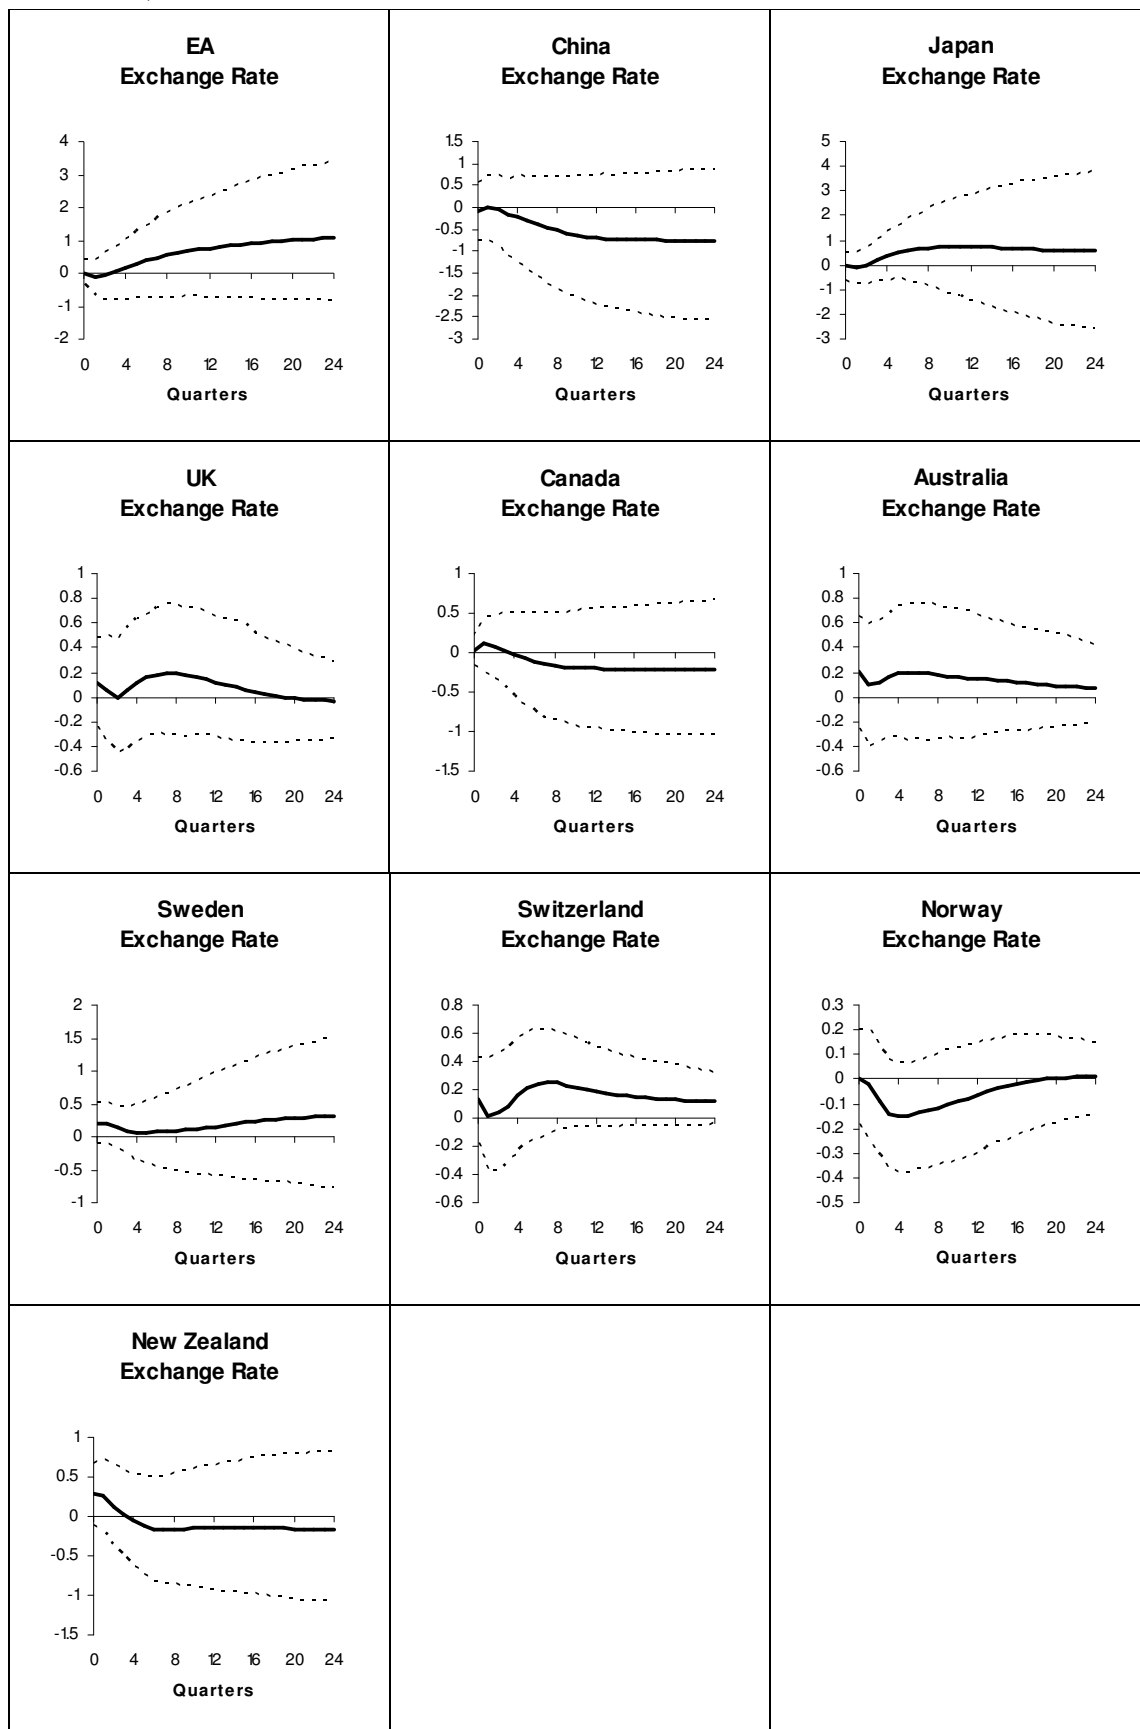 EA
Exchange Rate
4
3
2
1
0
-1
-2
0 4 8 12 16 20 24
Quarters
China
Exchange Rate
1.5
1
0.5
0
-0.5
-1
-1.5
-2
-2.5
-3
0 4 8 12 16 20 24
Quarters
Japan
Exchange Rate
5
4
3
2
1
0
-1
-2
-3
0 4 8 12 16 20 24
Quarters
UK
Exchange Rate
1
0.8
0.6
0.4
0.2
0
-0.2
-0.4
-0.6
0 4 8 12 16 20 24
Quarters
Canada
Exchange Rate
1
0.5
0
-0.5
-1
-1.5
0 4 8 12 16 20 24
Quarters
Australia
Exchange Rate
1
0.8
0.6
0.4
0.2
0
-0.2
-0.4
-0.6
0 4 8 12 16 20 24
Quarters
Sweden
Exchange Rate
2
1.5
1
0.5
0
-0.5
-1
0 4 8 12 16 20 24
Quarters
Switzerland
Exchange Rate
0.8
0.6
0.4
0.2
0
-0.2
-0.4
-0.6
0 4 8 12 16 20 24
Quarters
Norway
Exchange Rate
0.3
0.2
0.1
0
-0.1
-0.2
-0.3
-0.4
-0.5
0 4 8 12 16 20 24
Quarters
New Zealand
Exchange Rate
1
0.5
0
-0.5
-1
-1.5
0 4 8 12 16 20 24
Quarters